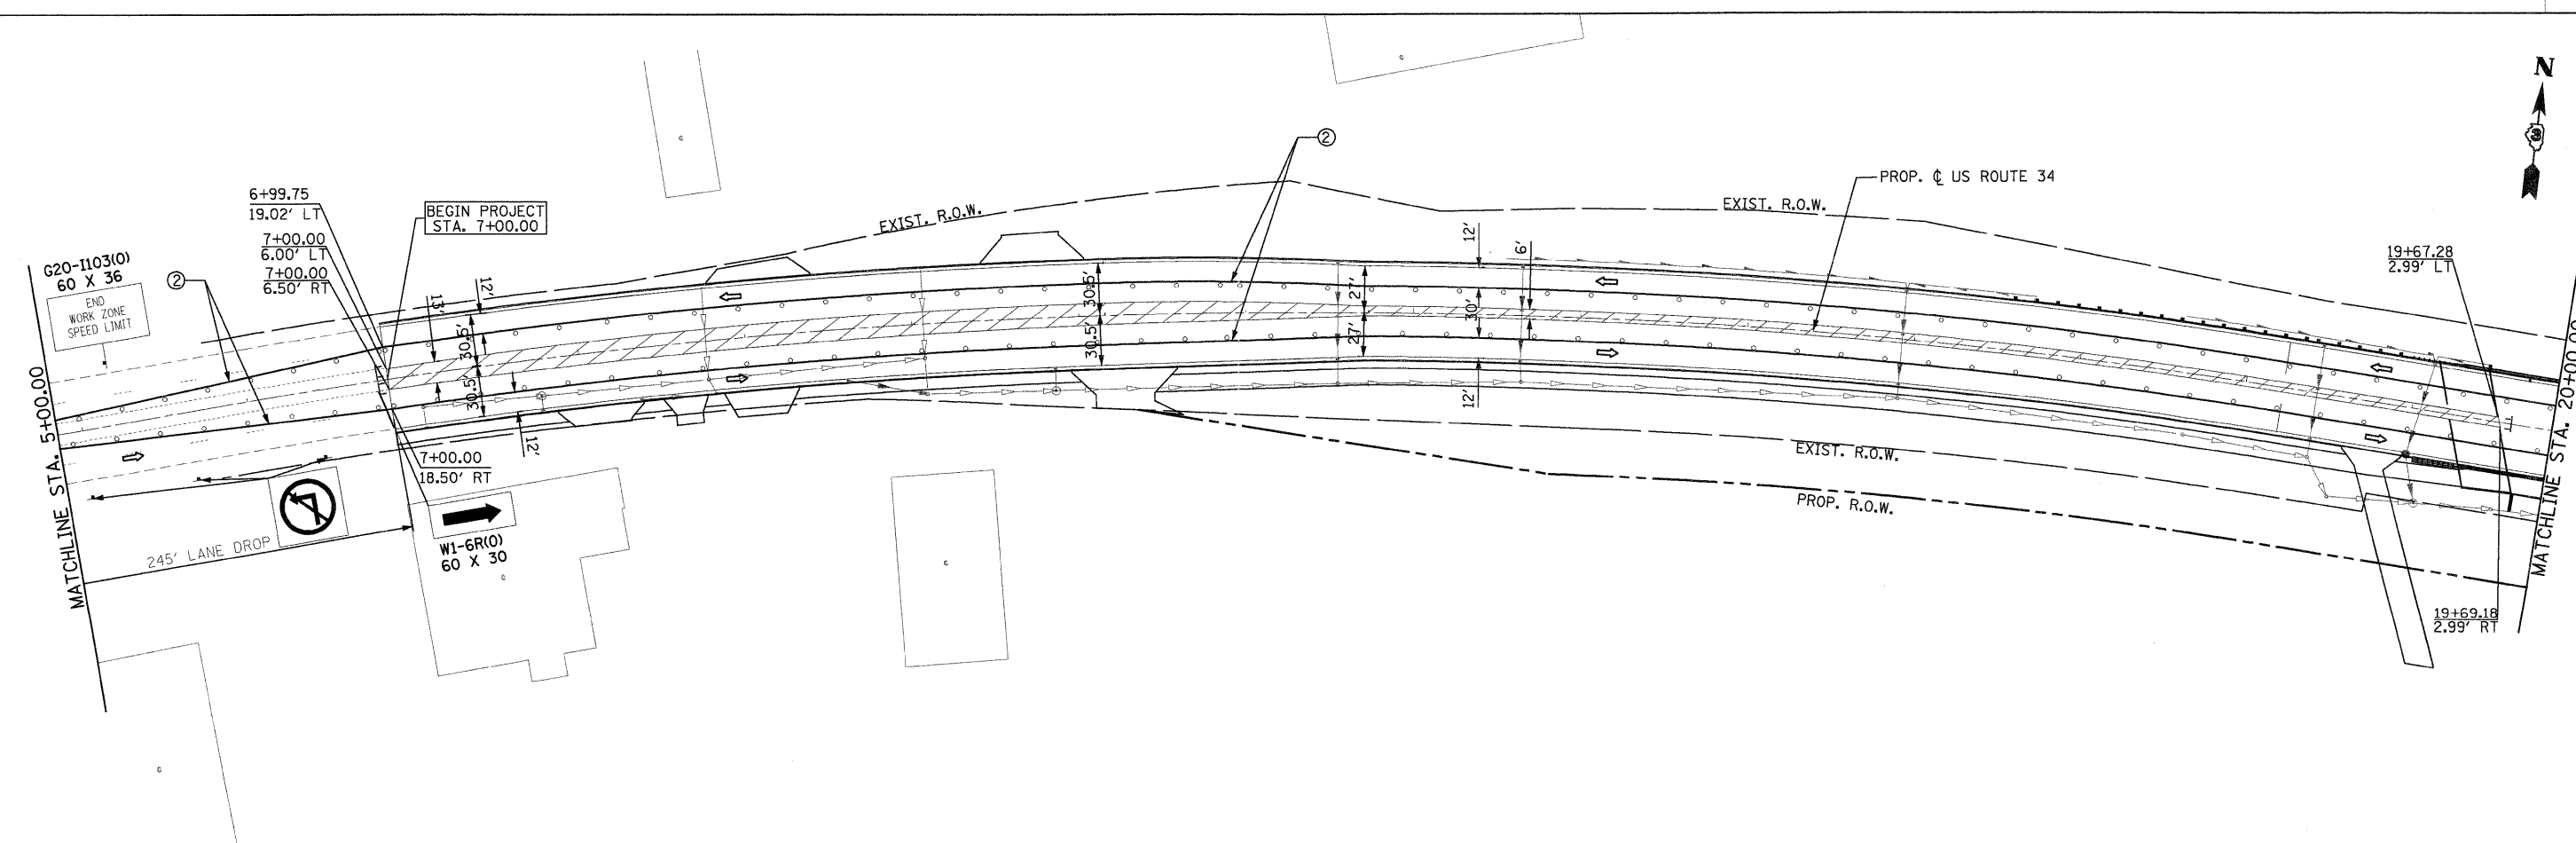 N
6+99.75
19.02' LT
7+00.00
6.00' LT
7+00.00
6.50' RT
BEGIN PROJECT
STA. 7+00.00
EXIST. R.O.W.
②
EXIST. R.O.W.
PROP. ℄ US ROUTE 34
19+67.28
2.99' LT
G20-I103(0)
60 X 36
END
WORK ZONE
SPEED LIMIT
②
13'
12'
30.5'
30.5'
12'
30.5'
30.5'
27'
27'
12'
30'
6'
12'
MATCHLINE STA. 5+00.00
MATCHLINE STA. 20+00.00
7+00.00
18.50' RT
245' LANE DROP
W1-6R(0)
60 X 30
EXIST. R.O.W.
PROP. R.O.W.
19+69.18
2.99' RT
c
c
c
c
c